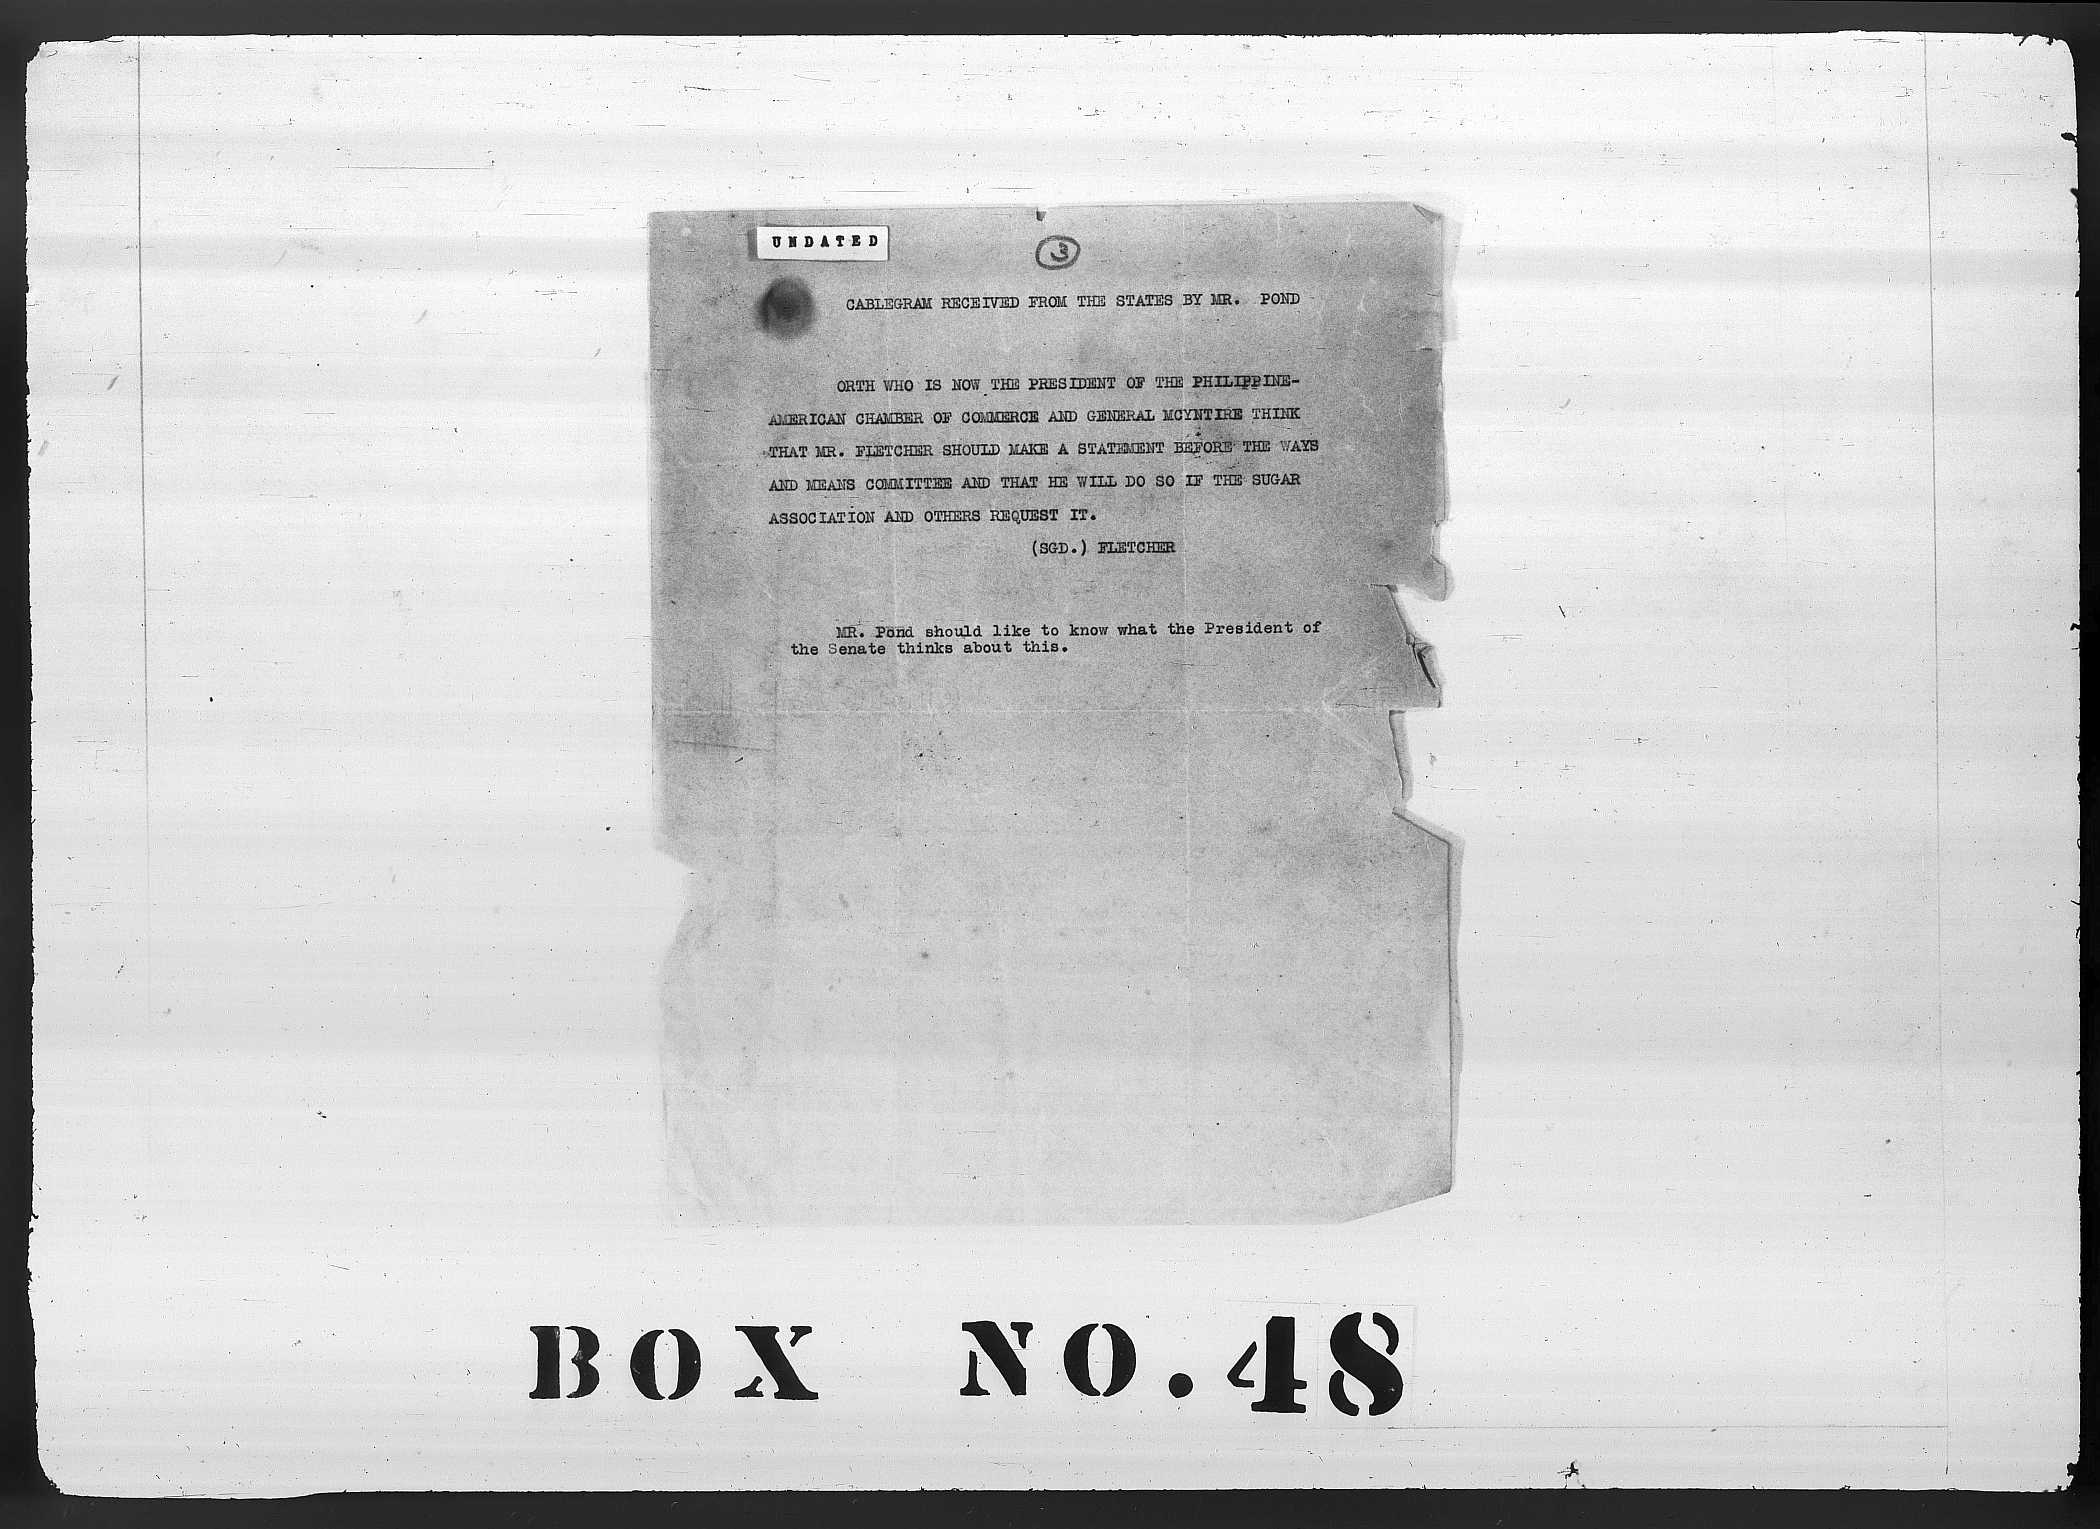 UNDATED
3
CABLEGRAM RECEIVED FROM THE STATES BY MR. POND
ORTH WHO IS NOW THE PRESIDENT OF THE PHILIPPINE-
AMERICAN CHAMBER OF COMMERCE AND GENERAL MCYNTIRE THINK
THAT MR. FLETCHER SHOULD MAKE A STATEMENT BEFORE THE WAYS
AND MEANS COMMITTEE AND THAT HE WILL DO SO IF THE SUGAR
ASSOCIATION AND OTHERS REQUEST IT.
(SGD.) FLETCHER
MR. Pond should like to know what the President of
the Senate thinks about this.
BOX NO. 48